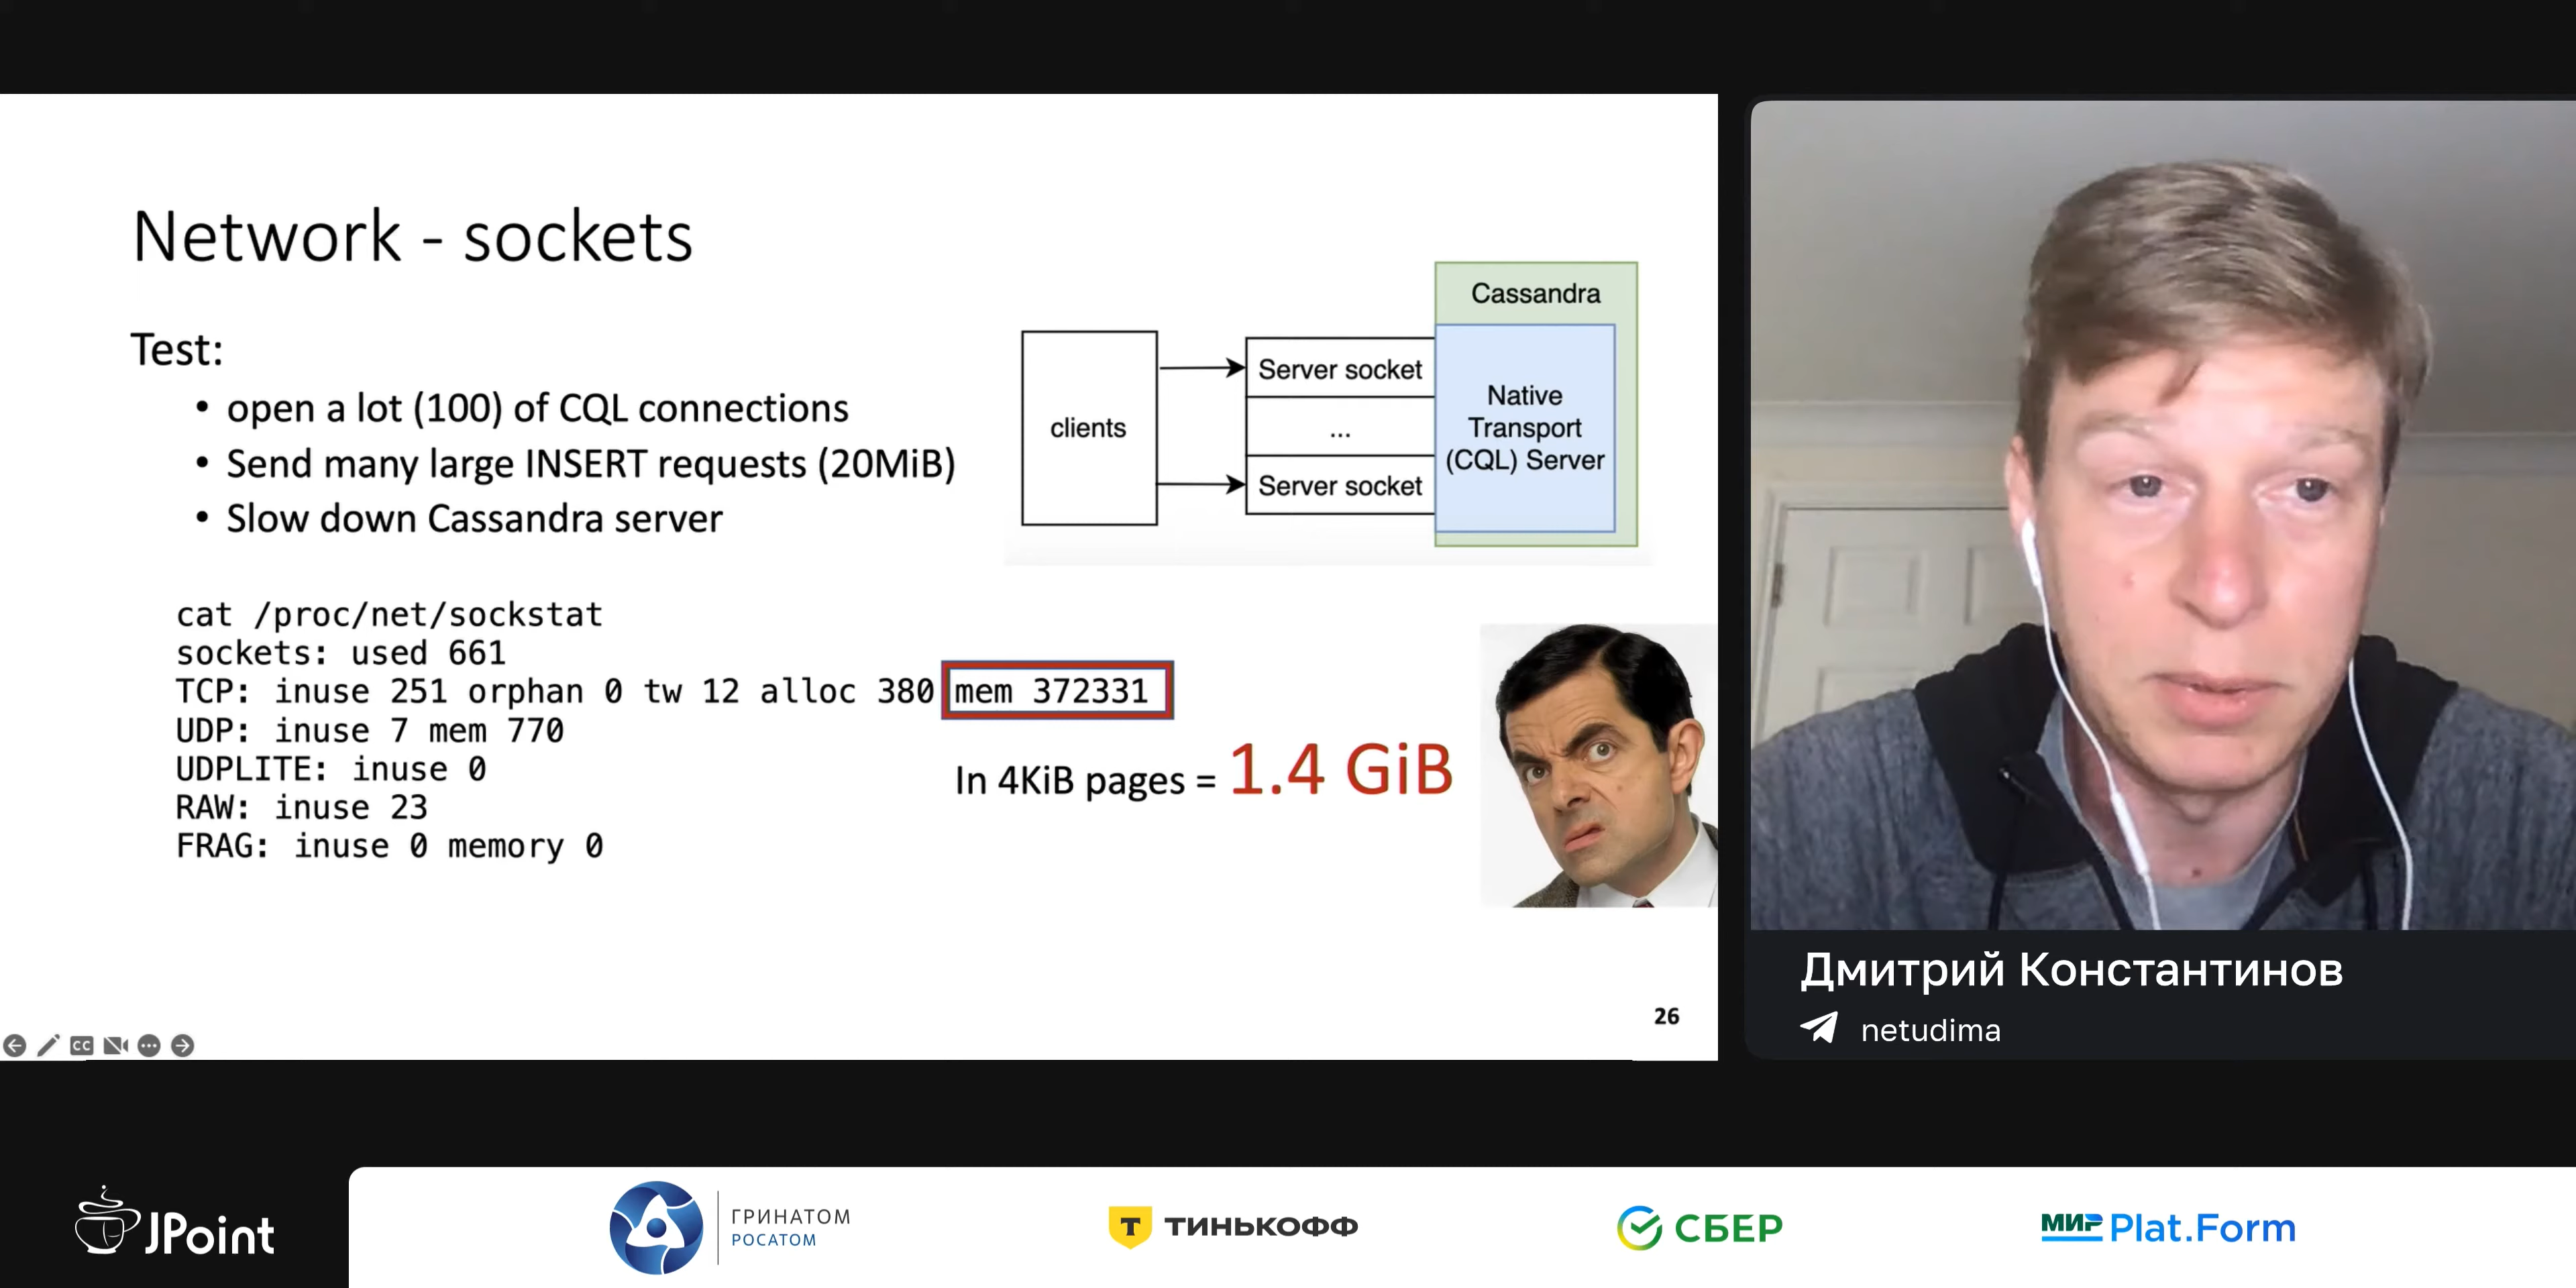 Network - sockets
Test:
• open a lot (100) of CQL connections
• Send many large INSERT requests (20MiB)
• Slow down Cassandra server
clients
Server socket
...
Server socket
Cassandra
Native
Transport
(CQL) Server
cat /proc/net/sockstat
sockets: used 661
TCP: inuse 251 orphan 0 tw 12 alloc 380 mem 372331
UDP: inuse 7 mem 770
UDPLITE: inuse 0
RAW: inuse 23
FRAG: inuse 0 memory 0
In 4KiB pages = 1.4 GiB
26
CC
Дмитрий Константинов
netudima
JPoint
ГРИНАТОМ
РОСАТОМ
Т ТИНЬКОФФ
СБЕР
МИР Plat.Form